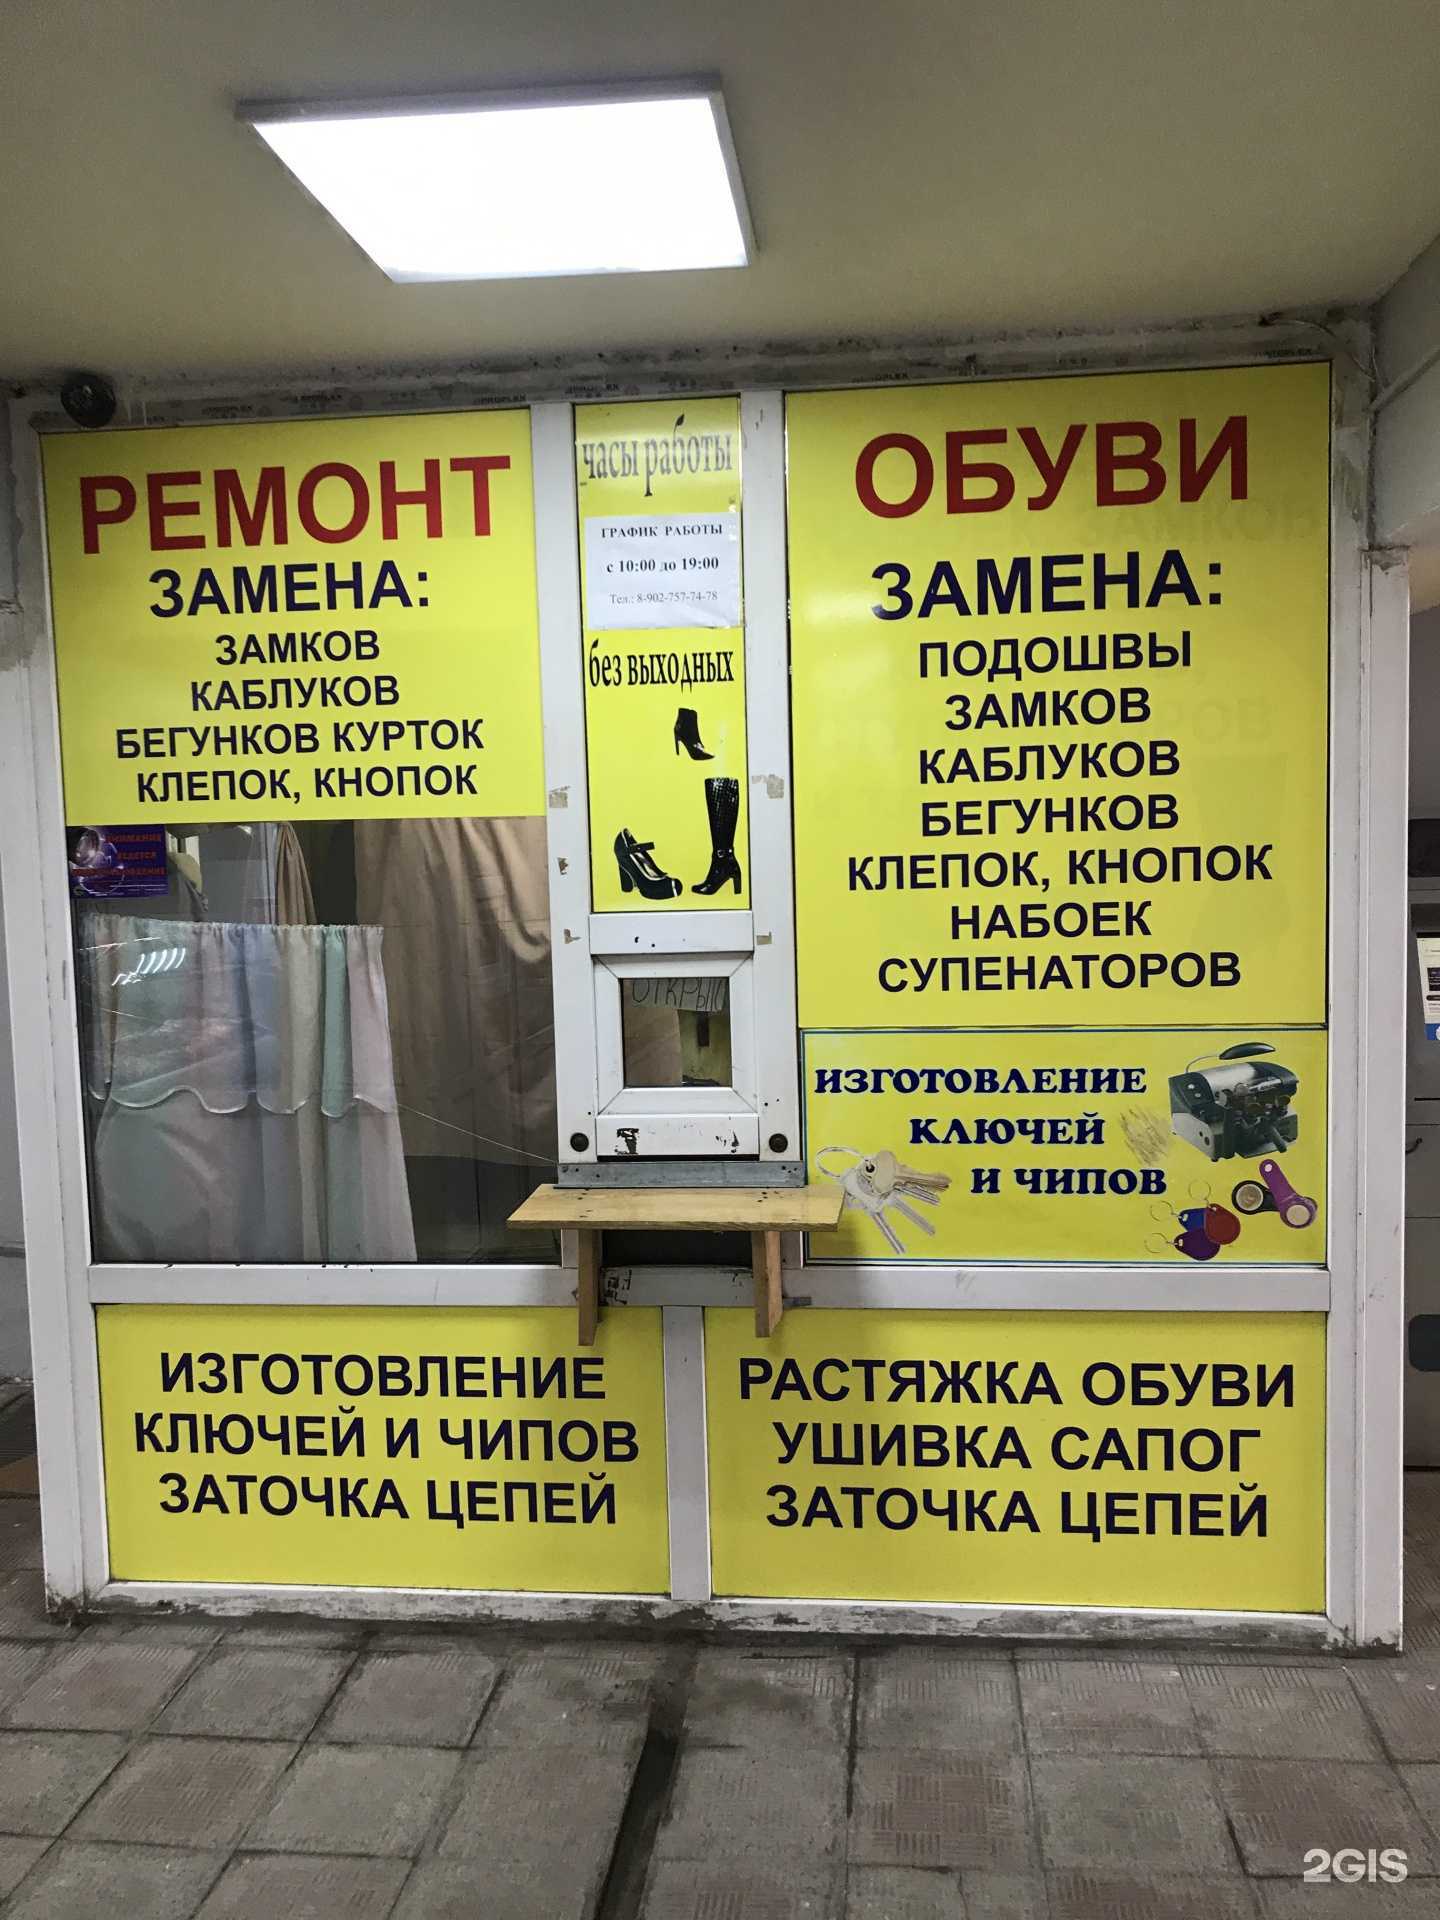 РЕМОНТ
ЗАМЕНА:
ЗАМКОВ
КАБЛУКОВ
БЕГУНКОВ КУРТОК
КЛЕПОК, КНОПОК
часы работы
ГРАФИК РАБОТЫ
с 10:00 до 19:00
Тел.: 8-902-757-74-78
без выходных
ОБУВИ
ЗАМЕНА:
ПОДОШВЫ
ЗАМКОВ
КАБЛУКОВ
БЕГУНКОВ
КЛЕПОК, КНОПОК
НАБОЕК
СУПЕНАТОРОВ
ВНИМАНИЕ
ВЕДЕТСЯ
ИЗГОТОВЛЕНИЕ
КЛЮЧЕЙ
И ЧИПОВ
ИЗГОТОВЛЕНИЕ
КЛЮЧЕЙ И ЧИПОВ
ЗАТОЧКА ЦЕПЕЙ
РАСТЯЖКА ОБУВИ
УШИВКА САПОГ
ЗАТОЧКА ЦЕПЕЙ
2GIS